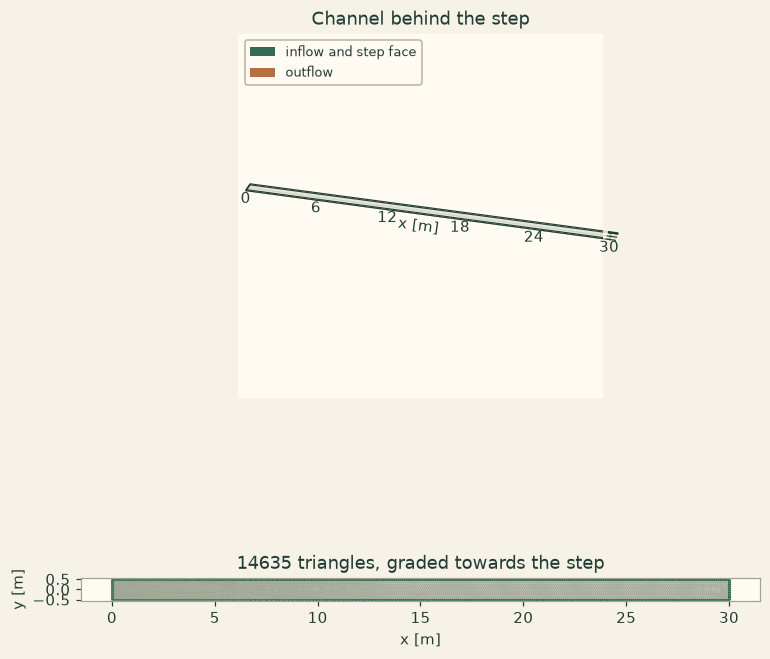 Channel behind the step
inflow and step face
outflow
0
6
12
x [m]
18
24
30
14635 triangles, graded towards the step
y [m]
0.5
0.0
−0.5
0
5
10
15
20
25
30
x [m]